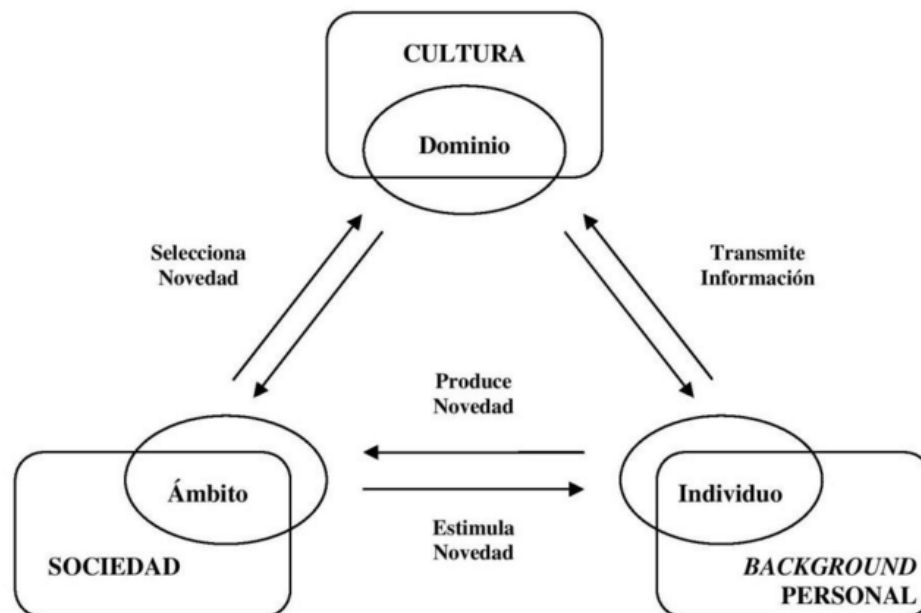 CULTURA
Dominio
Selecciona
Novedad
Transmite
Información
Produce
Novedad
Ámbito
Individuo
Estimula
Novedad
SOCIEDAD
BACKGROUND
PERSONAL